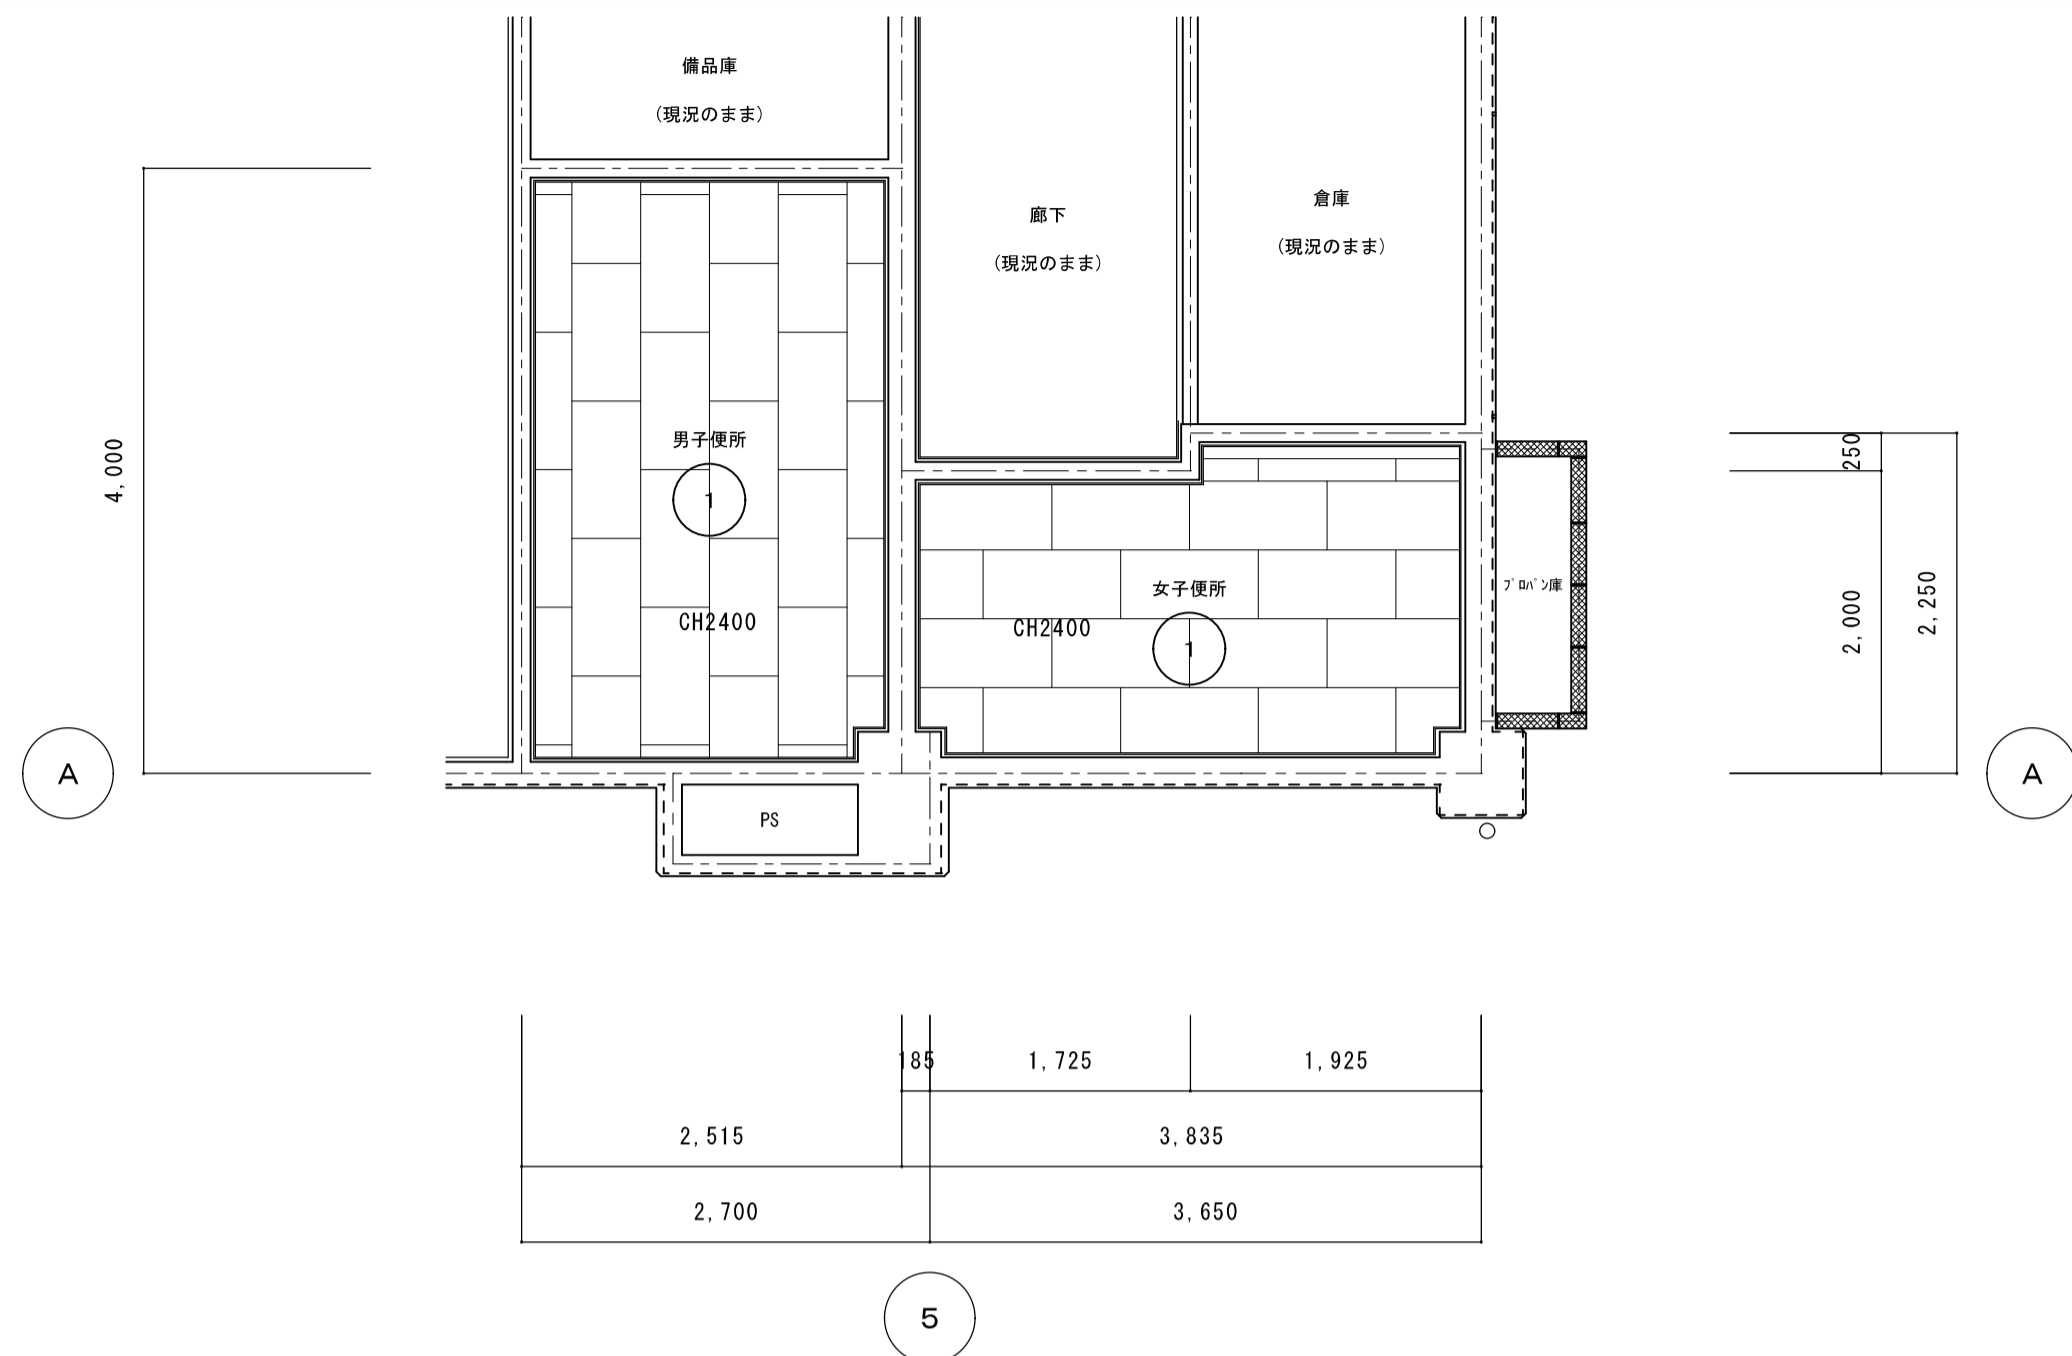 備品庫
(現況のまま)
廊下
(現況のまま)
倉庫
(現況のまま)
男子便所
1
CH2400
女子便所
1
CH2400
プロパン庫
PS
4,000
250
2,000
2,250
A
A
185
1,725
1,925
2,515
3,835
2,700
3,650
5